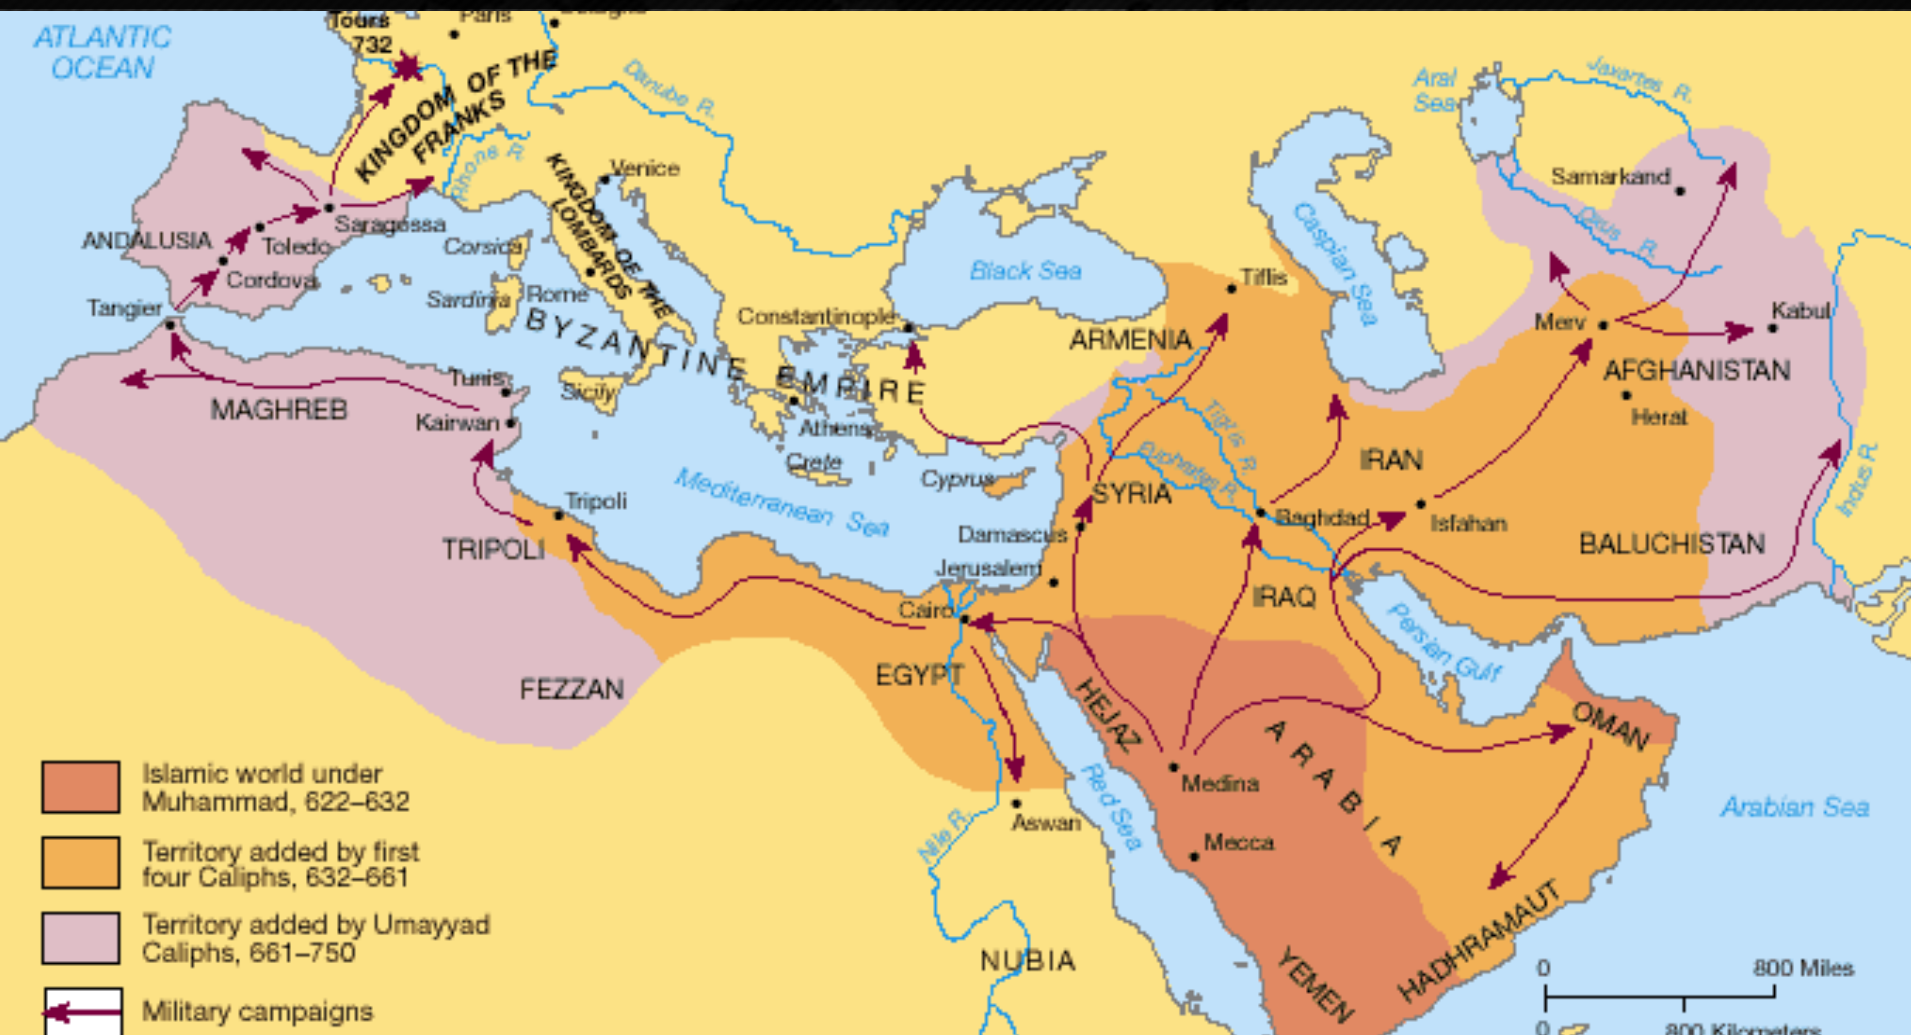 Tours
732
Paris
ATLANTIC
OCEAN
KINGDOM OF THE
FRANKS
Danube R.
Rhone R.
Aral
Sea
Jaxartes R.
Venice
KINGDOM OF THE
LOMBARDS
Samarkand
Oxus R.
Saragossa
ANDALUSIA
Toledo
Cordova
Corsica
Sardinia
Rome
Black Sea
Caspian Sea
Tiflis
Tangier
Constantinople
BYZANTINE EMPIRE
ARMENIA
Merv
Kabul
AFGHANISTAN
Herat
Tunis
MAGHREB
Kairwan
Sicily
Athens
Crete
Cyprus
Mediterranean Sea
Tigris R.
Euphrates R.
SYRIA
IRAN
Indus R.
Tripoli
TRIPOLI
Damascus
Jerusalem
Baghdad
Isfahan
BALUCHISTAN
Cairo
IRAQ
Persian Gulf
EGYPT
FEZZAN
HEJAZ
ARABIA
OMAN
Medina
Red Sea
Mecca
Aswan
Nile R.
Arabian Sea
NUBIA
YEMEN
HADHRAMAUT
Islamic world under
Muhammad, 622–632
Territory added by first
four Caliphs, 632–661
Territory added by Umayyad
Caliphs, 661–750
Military campaigns
0 800 Miles
0 800 Kilometers